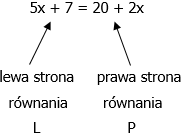 5x + 7 = 20 + 2x
lewa strona prawa strona
równania równania
L P